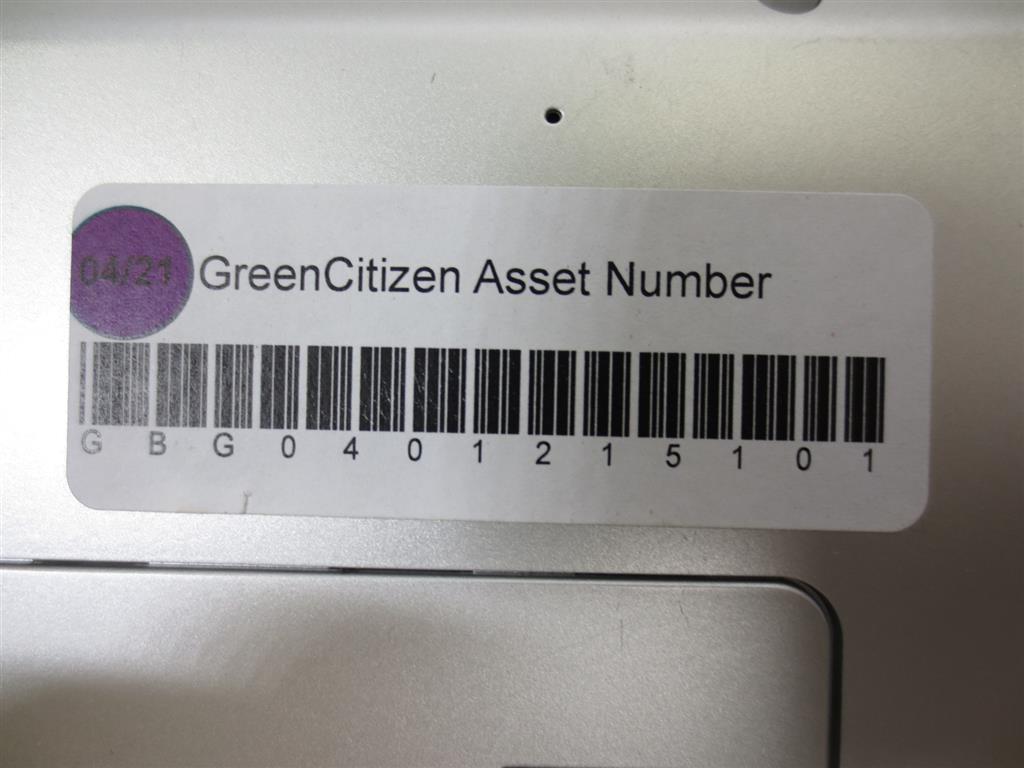 04/21 GreenCitizen Asset Number
G B G 0 4 0 1 2 1 5 1 0 1